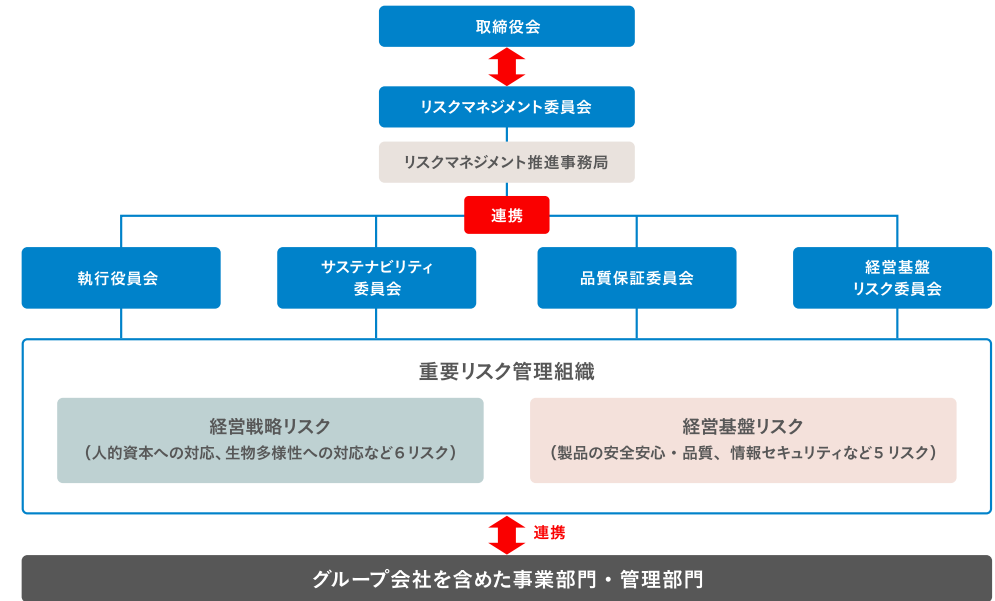 取締役会
リスクマネジメント委員会
リスクマネジメント推進事務局
連携
執行役員会
サステナビリティ
委員会
品質保証委員会
経営基盤
リスク委員会
重要リスク管理組織
経営戦略リスク
（人的資本への対応、生物多様性への対応など６リスク）
経営基盤リスク
（製品の安全安心・品質、情報セキュリティなど５リスク）
連携
グループ会社を含めた事業部門・管理部門